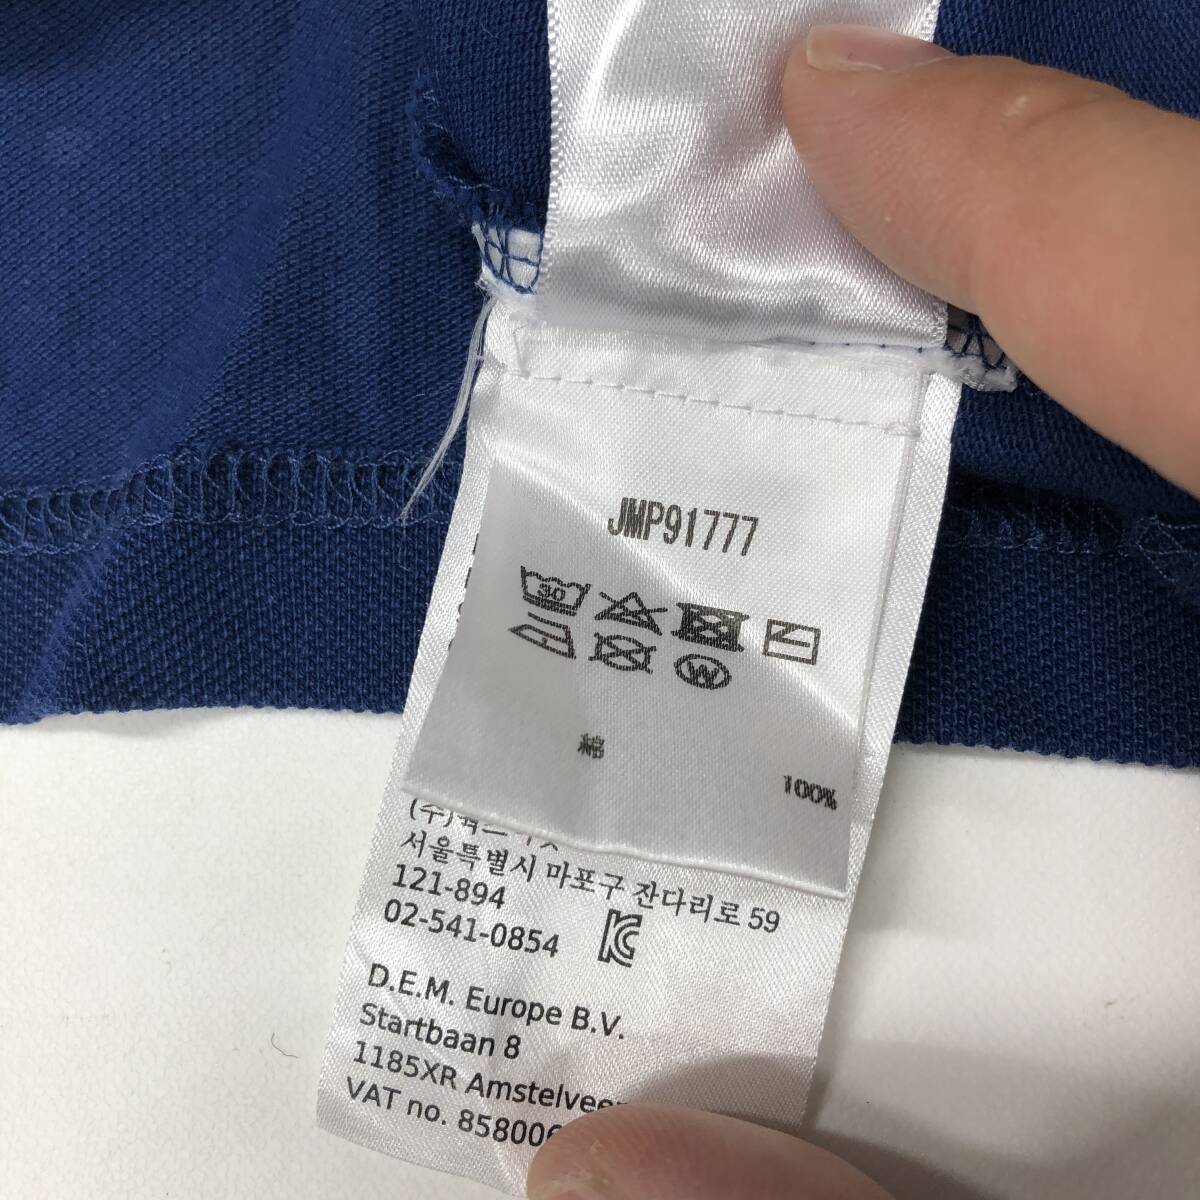 JMP91777
30
W
綿
100%
서울특별시 마포구 잔다리로 59
121-894
02-541-0854
D.E.M. Europe B.V.
Startbaan 8
1185XR
VAT no.